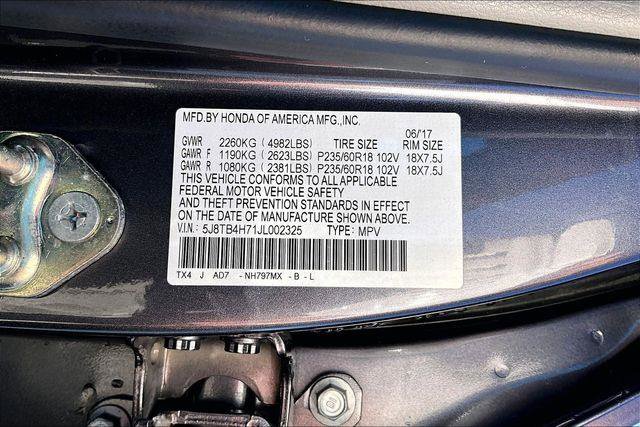 MFD.BY HONDA OF AMERICA MFG.,INC.
06/17
GVWR 2260KG (4982LBS) TIRE SIZE RIM SIZE
GAWR F 1190KG (2623LBS) P235/60R18 102V 18X7.5J
GAWR R 1080KG (2381LBS) P235/60R18 102V 18X7.5J
THIS VEHICLE CONFORMS TO ALL APPLICABLE
FEDERAL MOTOR VEHICLE SAFETY
AND THEFT PREVENTION STANDARDS IN EFFECT
ON THE DATE OF MANUFACTURE SHOWN ABOVE.
V.I.N.: 5J8TB4H71JL002325 TYPE: MPV
TX4 J AD7 - NH797MX - B - L